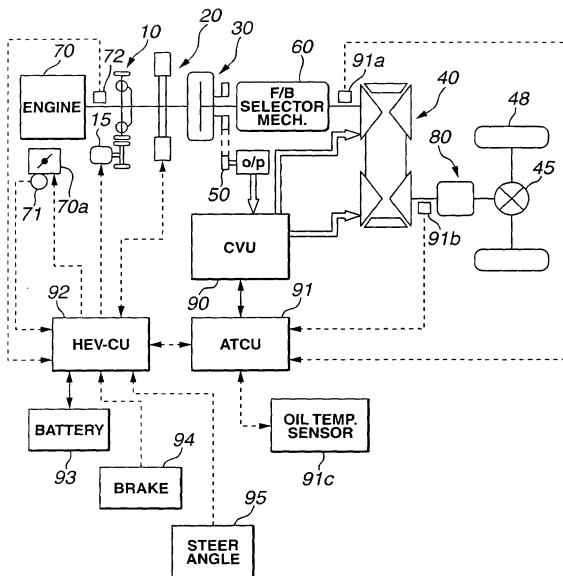 10
20
30
60
91a
70
72
ENGINE
F/B
SELECTOR
MECH.
40
48
15
80
50
o/p
45
71
70a
CVU
91b
92
90
91
HEV-CU
ATCU
BATTERY
94
OIL TEMP.
SENSOR
93
BRAKE
95
91c
STEER
ANGLE